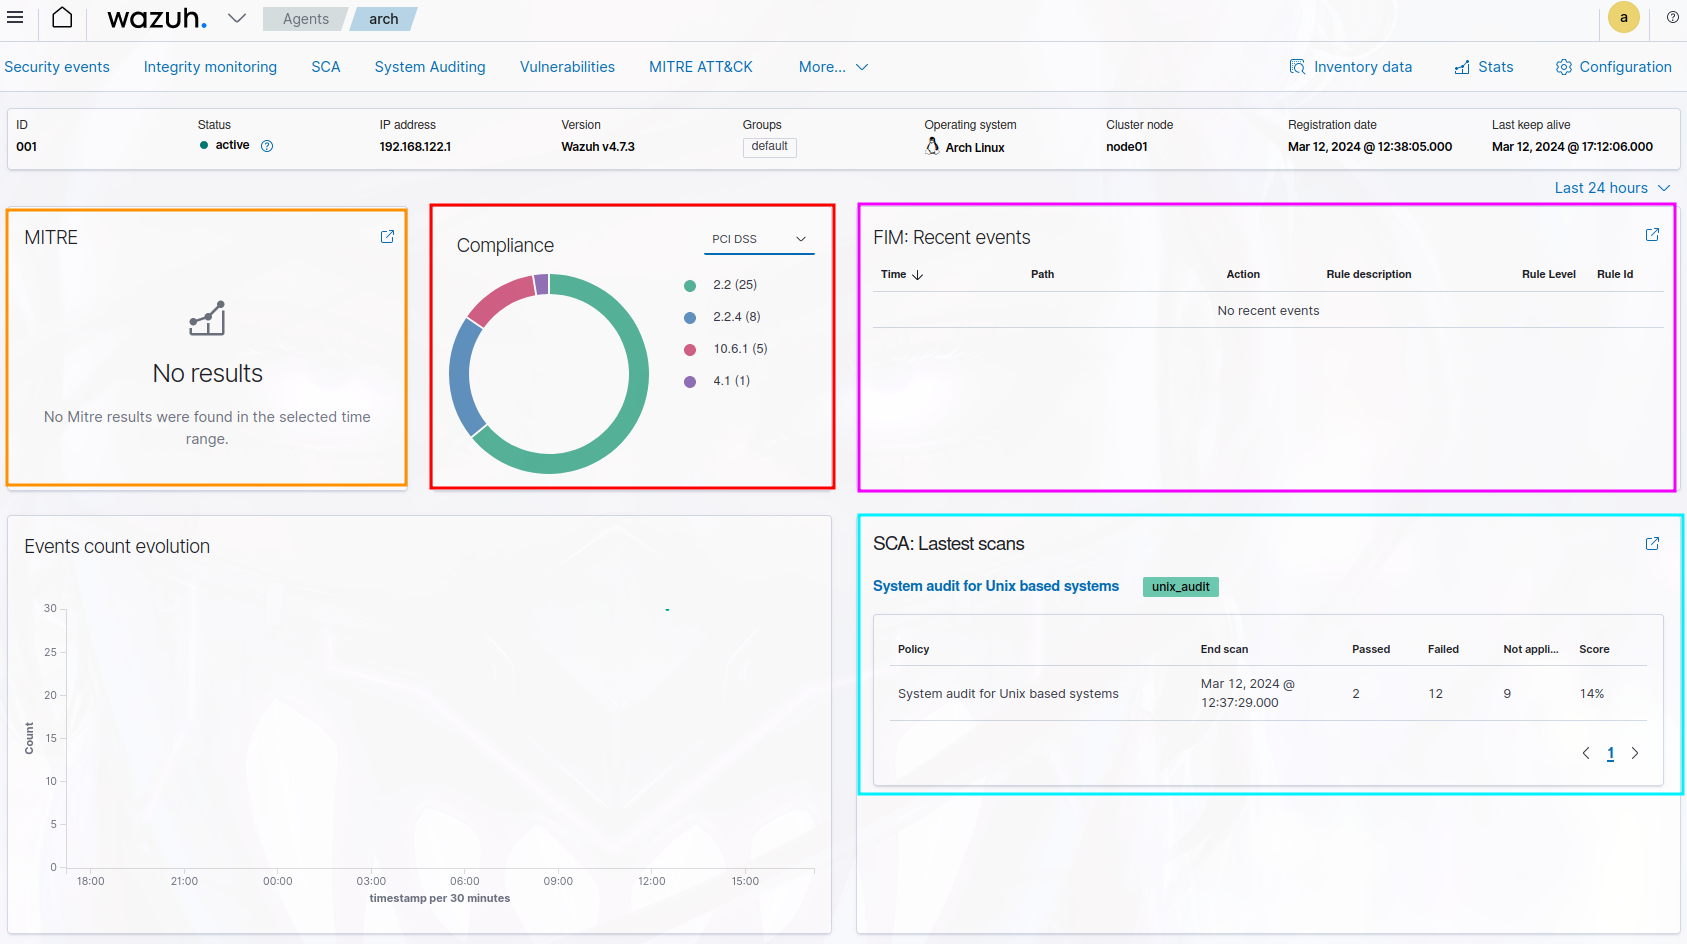 wazuh. Agents arch a
Security events Integrity monitoring SCA System Auditing Vulnerabilities MITRE ATT&CK More... Inventory data Stats Configuration
ID Status IP address Version Groups Operating system Cluster node Registration date Last keep alive
001 active 192.168.122.1 Wazuh v4.7.3 default Arch Linux node01 Mar 12, 2024 @ 12:38:05.000 Mar 12, 2024 @ 17:12:06.000
Last 24 hours
MITRE
No results
No Mitre results were found in the selected time
range.
Compliance PCI DSS
2.2 (25)
2.2.4 (8)
10.6.1 (5)
4.1 (1)
FIM: Recent events
Time Path Action Rule description Rule Level Rule Id
No recent events
Events count evolution
30
25
20
15
10
5
0
Count
18:00 21:00 00:00 03:00 06:00 09:00 12:00 15:00
timestamp per 30 minutes
SCA: Lastest scans
System audit for Unix based systems unix_audit
Policy End scan Passed Failed Not appli... Score
System audit for Unix based systems Mar 12, 2024 @ 2 12 9 14%
12:37:29.000
1